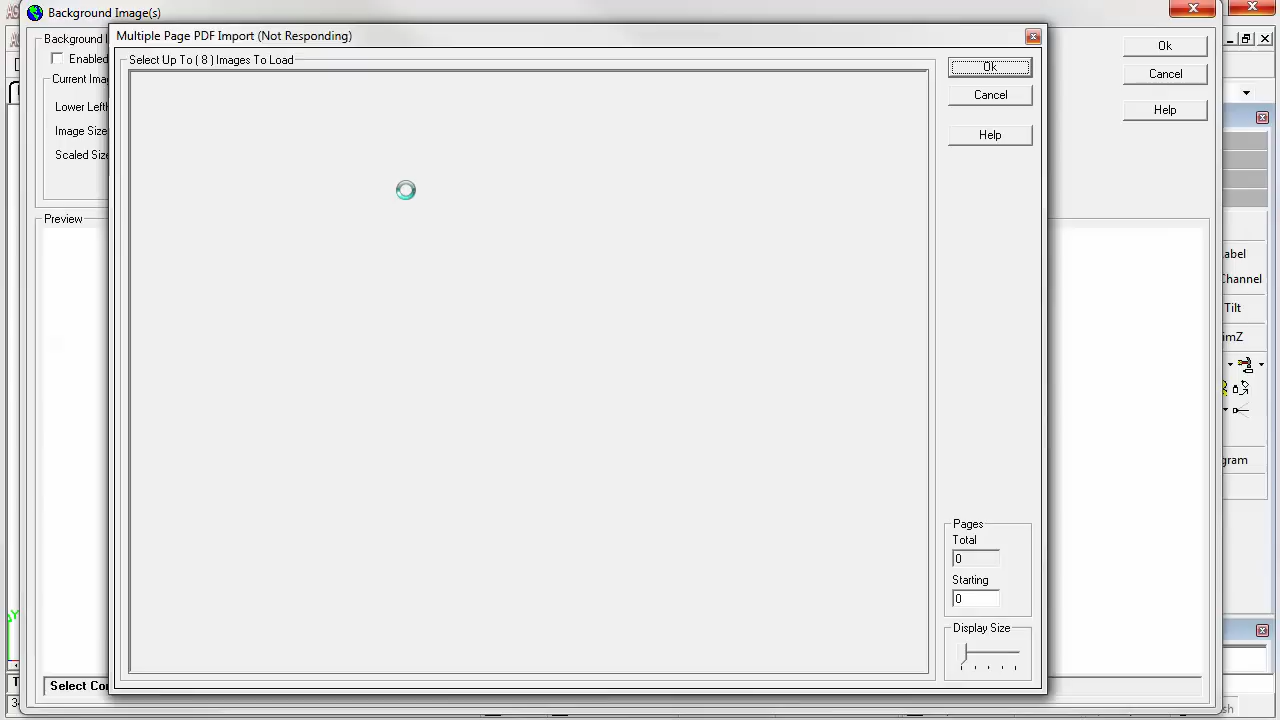 Background Image(s)
Multiple Page PDF Import (Not Responding)
Background I
Enabled
Current Imag
Lower Left(
Image Size
Scaled Size
Preview
Select Up To ( 8 ) Images To Load
Ok
Cancel
Help
Ok
Cancel
Help
Pages
Total
0
Starting
0
Display Size
Label
Channel
Tilt
imZ
gram
Y
Select Cor